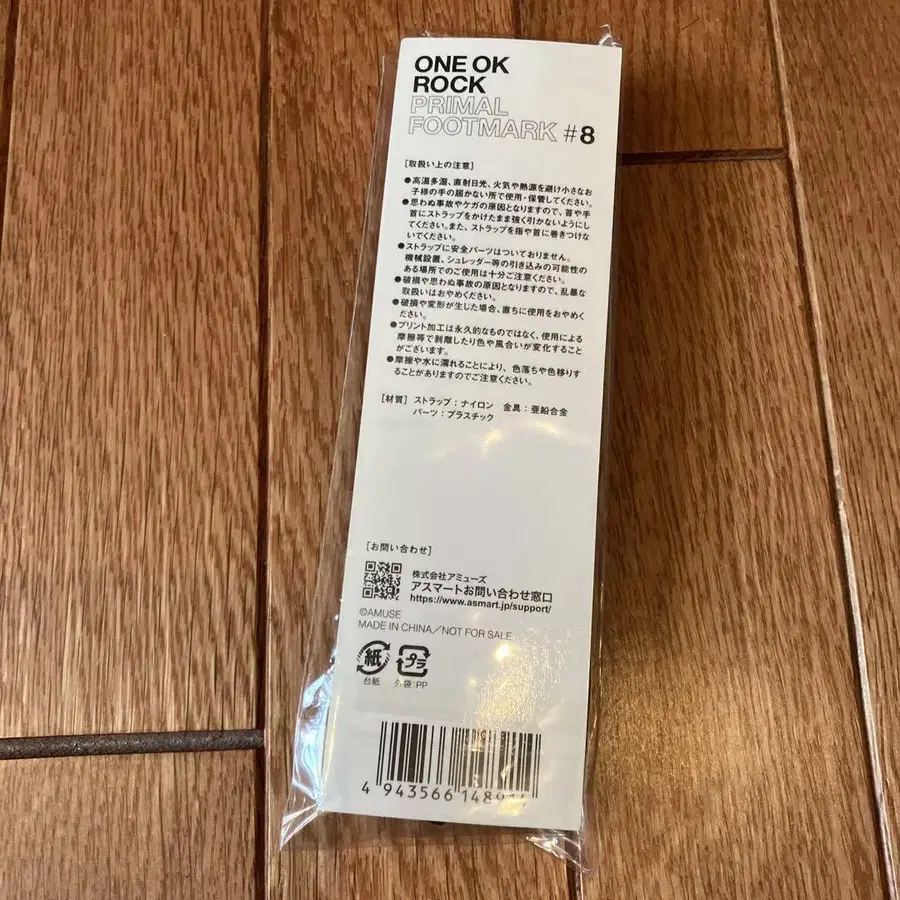 ONE OK
ROCK
PRIMAL
FOOTMARK #8
[取扱い上の注意]
●高温多湿、直射日光、火気や熱源を避け小さなお
子様の手の届かない所で使用・保管してください。
●思わぬ事故やケガの原因となりますので、首や手
首にストラップをかけたまま強く引かないようにし
てください。また、ストラップを指や首に巻きつけな
いでください。
●ストラップに安全パーツはついておりません。
機械設置、シュレッダー等の引き込みの可能性の
ある場所でのご使用は十分ご注意ください。
●破損や思わぬ事故の原因となりますので、乱暴な
取扱いはおやめください。
●破損や変形が生じた場合、直ちに使用をおやめく
ださい。
●プリント加工は永久的なものではなく、使用による
摩擦等で剥離したり色や風合いが変化すること
がございます。
●摩擦や水に濡れることにより、色落ちや色移りす
ることがありますのでご注意ください。
[材質] ストラップ：ナイロン 金具：亜鉛合金
パーツ：プラスチック
[お問い合わせ]
株式会社アミューズ
アスマートお問い合わせ窓口
https://www.asmart.jp/support/
©AMUSE
MADE IN CHINA／NOT FOR SALE
紙 プラ
台紙 外袋:PP
4 943566